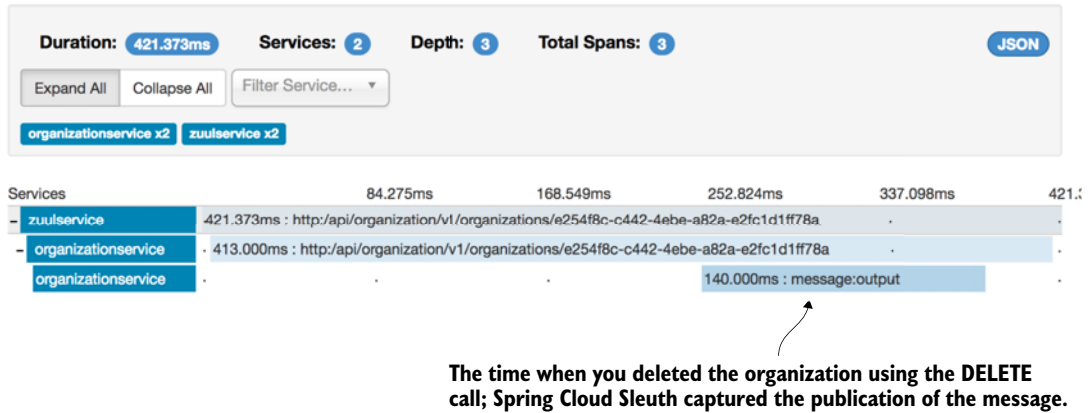 Duration: 421.373ms Services: 2 Depth: 3 Total Spans: 3 JSON
Expand All Collapse All Filter Service...
organizationservice x2 zuulservice x2
Services 84.275ms 168.549ms 252.824ms 337.098ms 421.:
- zuulservice 421.373ms : http:/api/organization/v1/organizations/e254f8c-c442-4ebe-a82a-e2fc1d1ff78a
- organizationservice 413.000ms : http:/api/organization/v1/organizations/e254f8c-c442-4ebe-a82a-e2fc1d1ff78a
organizationservice 140.000ms : message:output
The time when you deleted the organization using the DELETE
call; Spring Cloud Sleuth captured the publication of the message.